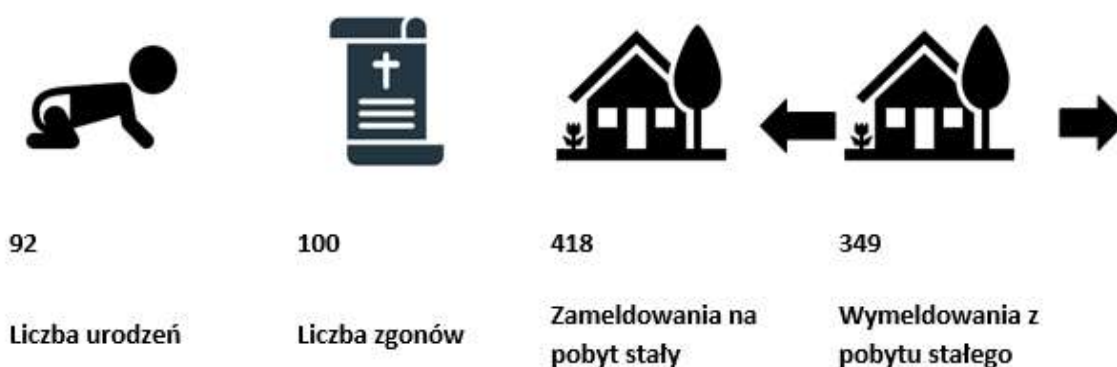 92
100
418
349
Liczba urodzeń
Liczba zgonów
Zameldowania na
pobyt stały
Wymeldowania z
pobytu stałego